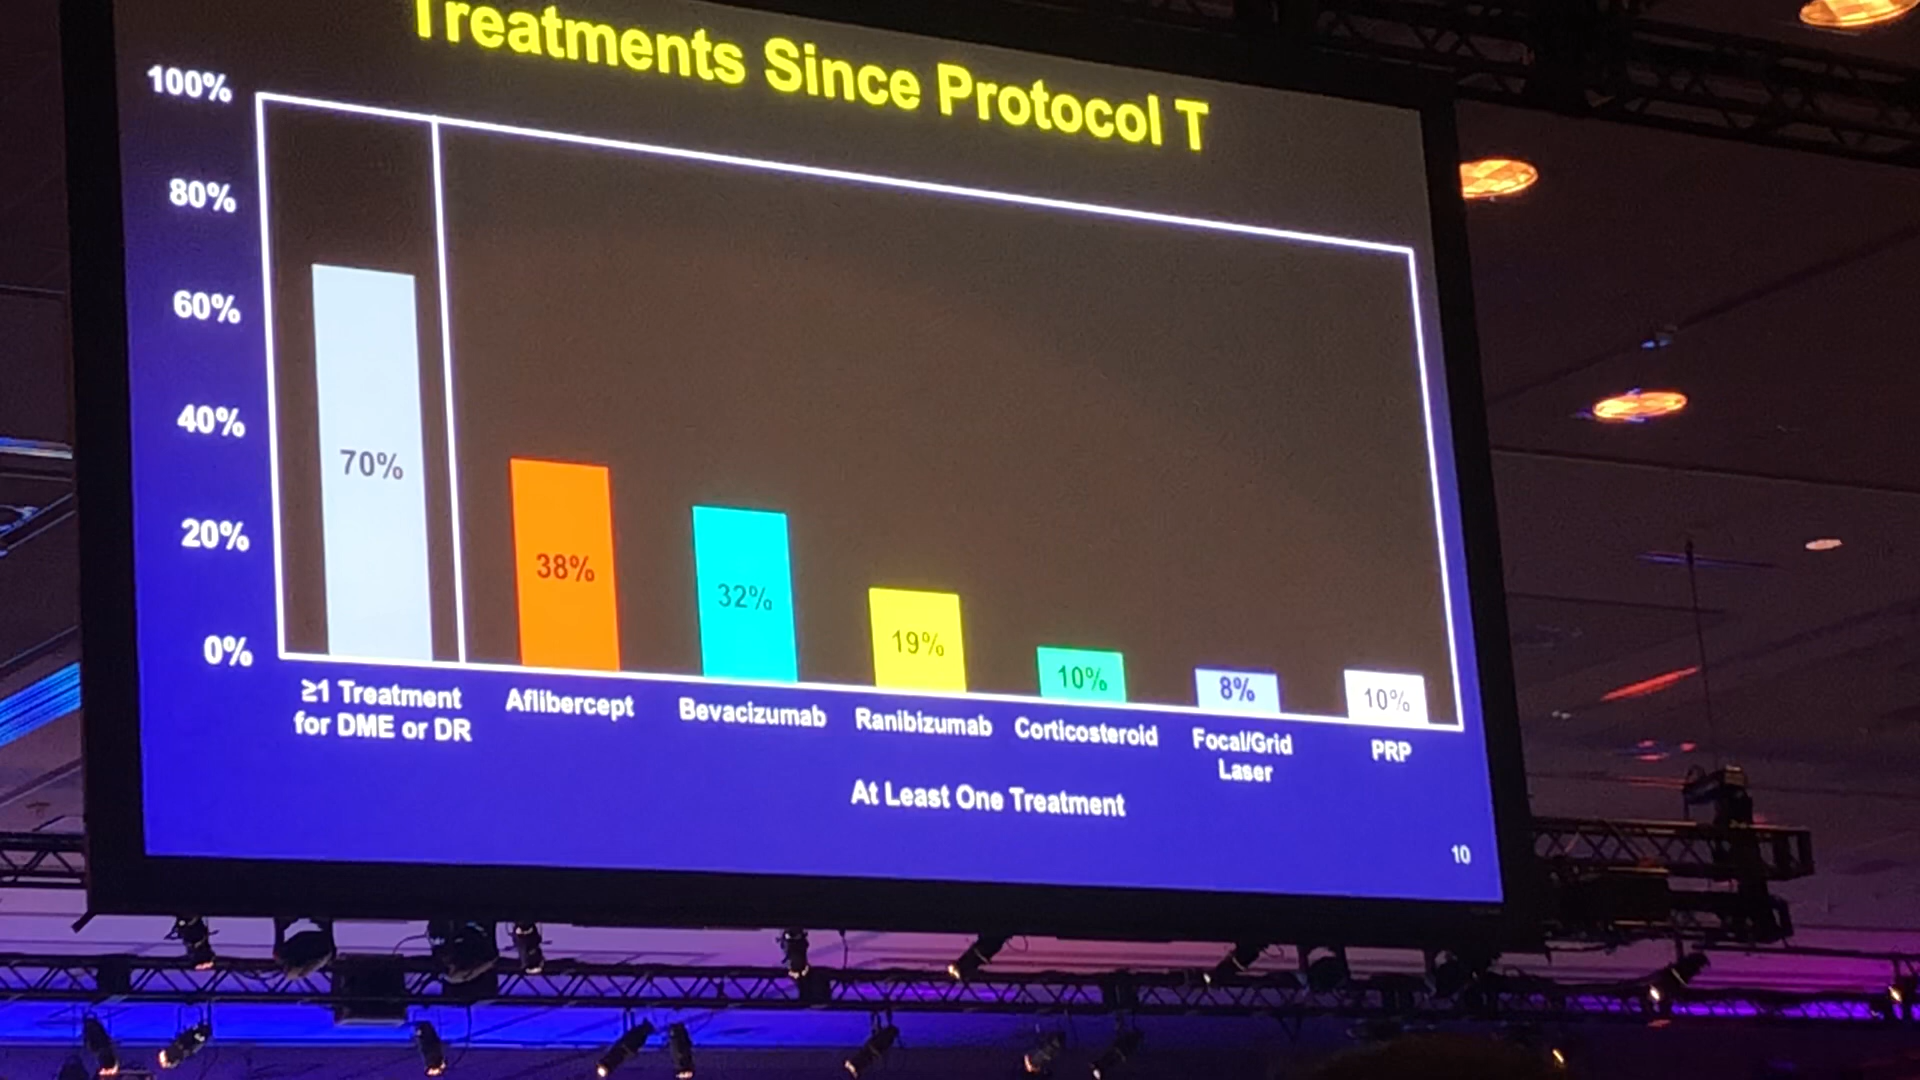 Treatments Since Protocol T
100%
80%
60%
40%
20%
0%
70%
38%
32%
19%
10%
8%
10%
≥1 Treatment
for DME or DR
Aflibercept
Bevacizumab
Ranibizumab
Corticosteroid
Focal/Grid
Laser
PRP
At Least One Treatment
10